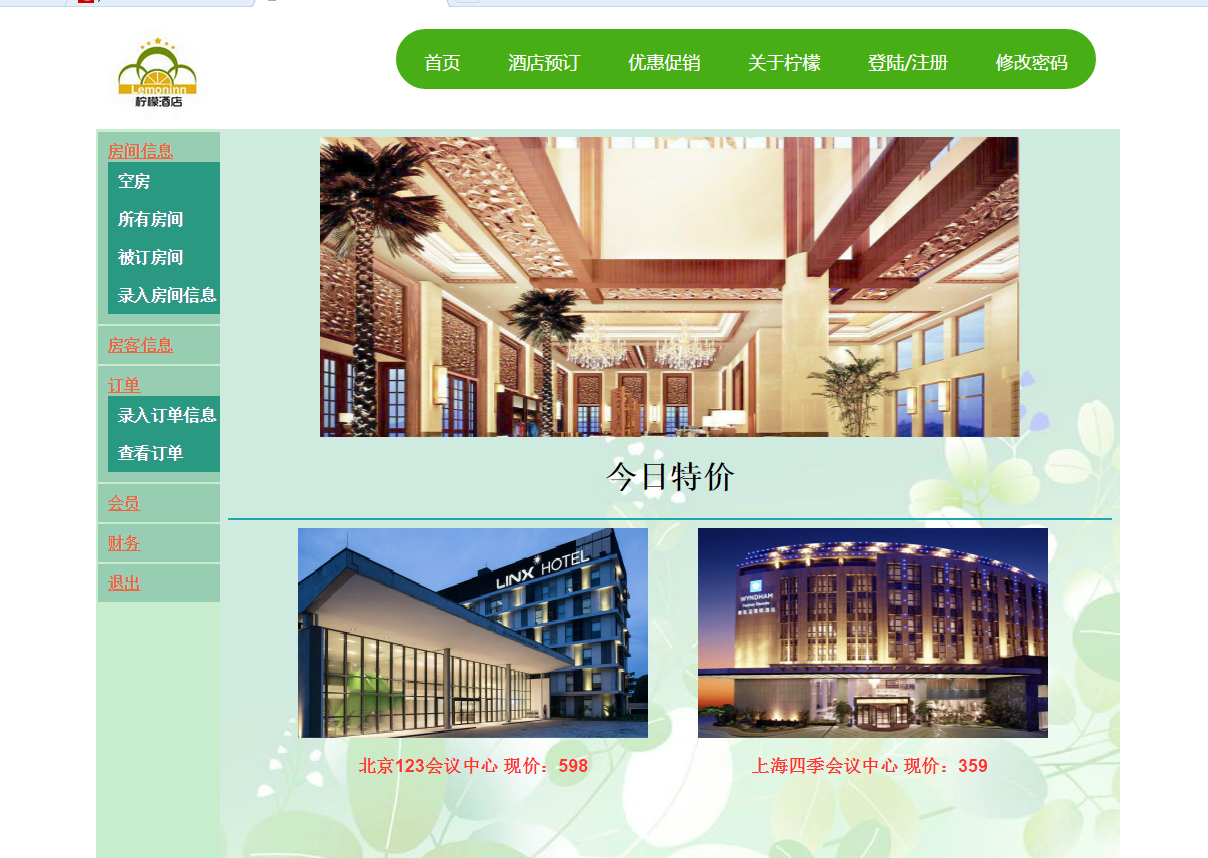 Lemoninn
柠檬酒店
首页 酒店预订 优惠促销 关于柠檬 登陆/注册 修改密码
房间信息
空房
所有房间
被订房间
录入房间信息
房客信息
订单
录入订单信息
查看订单
会员
财务
退出
今日特价
LINX HOTEL
WYNDHAM
北京123会议中心 现价：598
上海四季会议中心 现价：359